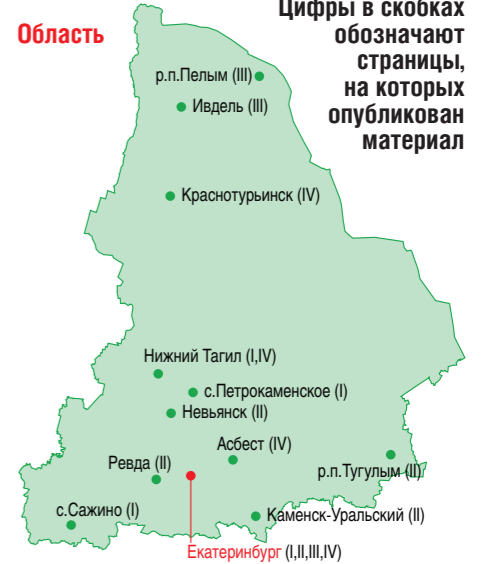 Область
Цифры в скобках
обозначают
страницы,
на которых
опубликован
материал
р.п.Пелым (III)
Ивдель (III)
Краснотурьинск (IV)
Нижний Тагил (I,IV)
с.Петрокаменское (I)
Невьянск (II)
Асбест (IV)
Ревда (II)
р.п.Тугулым (II)
с.Сажино (I)
Каменск-Уральский (II)
Екатеринбург (I,II,III,IV)